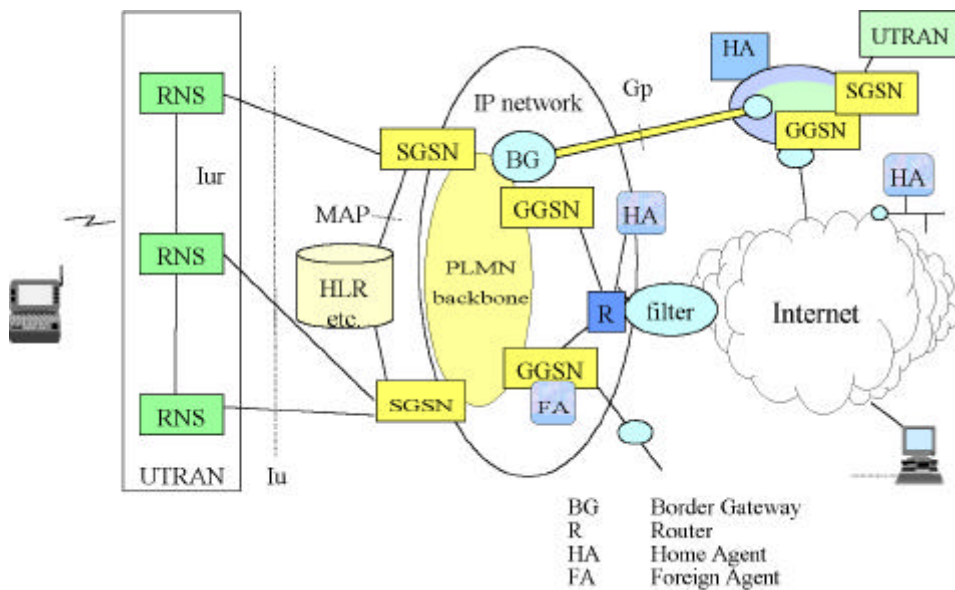 HA
UTRAN
RNS
IP network
Gp
SGSN
GGSN
SGSN
BG
Iur
HA
MAP
GGSN
HA
RNS
PLMN
backbone
HLR
etc.
R
filter
Internet
GGSN
RNS
SGSN
FA
UTRAN
Iu
BG Border Gateway
R Router
HA Home Agent
FA Foreign Agent